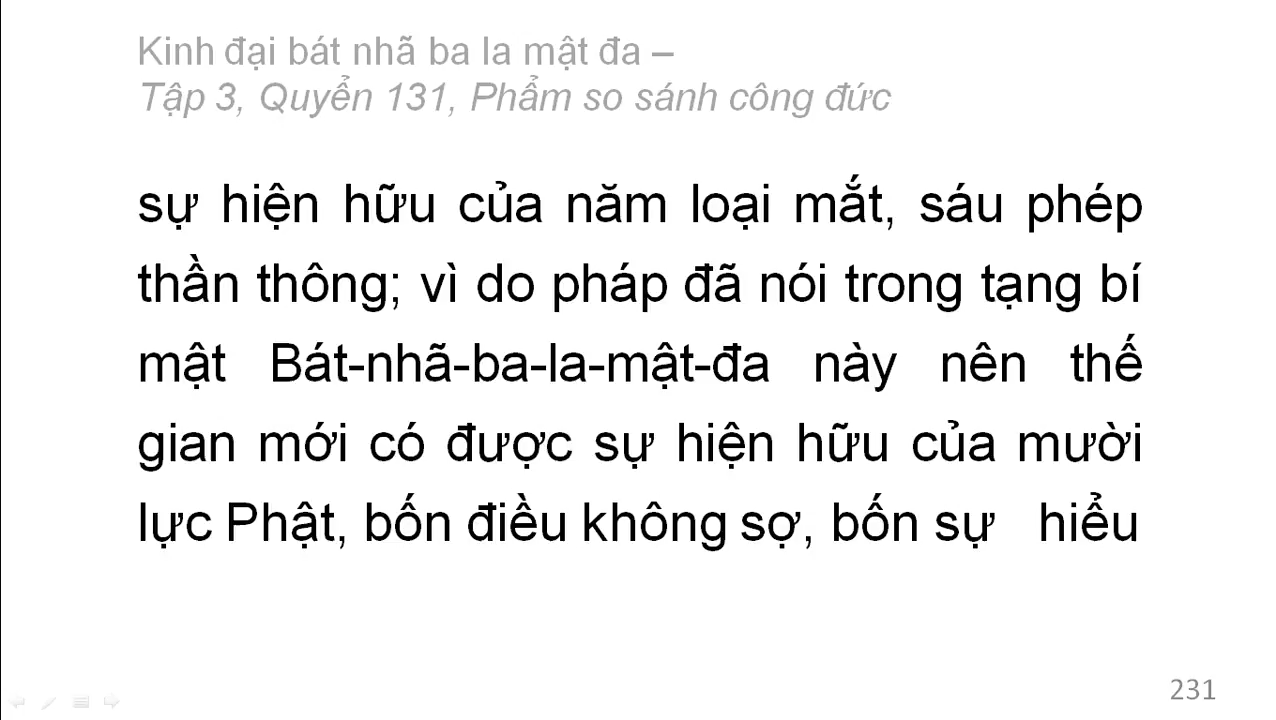 Kinh đại bát nhã ba la mật đa –
Tập 3, Quyển 131, Phẩm so sánh công đức
sự hiện hữu của năm loại mắt, sáu phép
thần thông; vì do pháp đã nói trong tạng bí
mật Bát-nhã-ba-la-mật-đa này nên thế
gian mới có được sự hiện hữu của mười
lực Phật, bốn điều không sợ, bốn sự hiểu
231